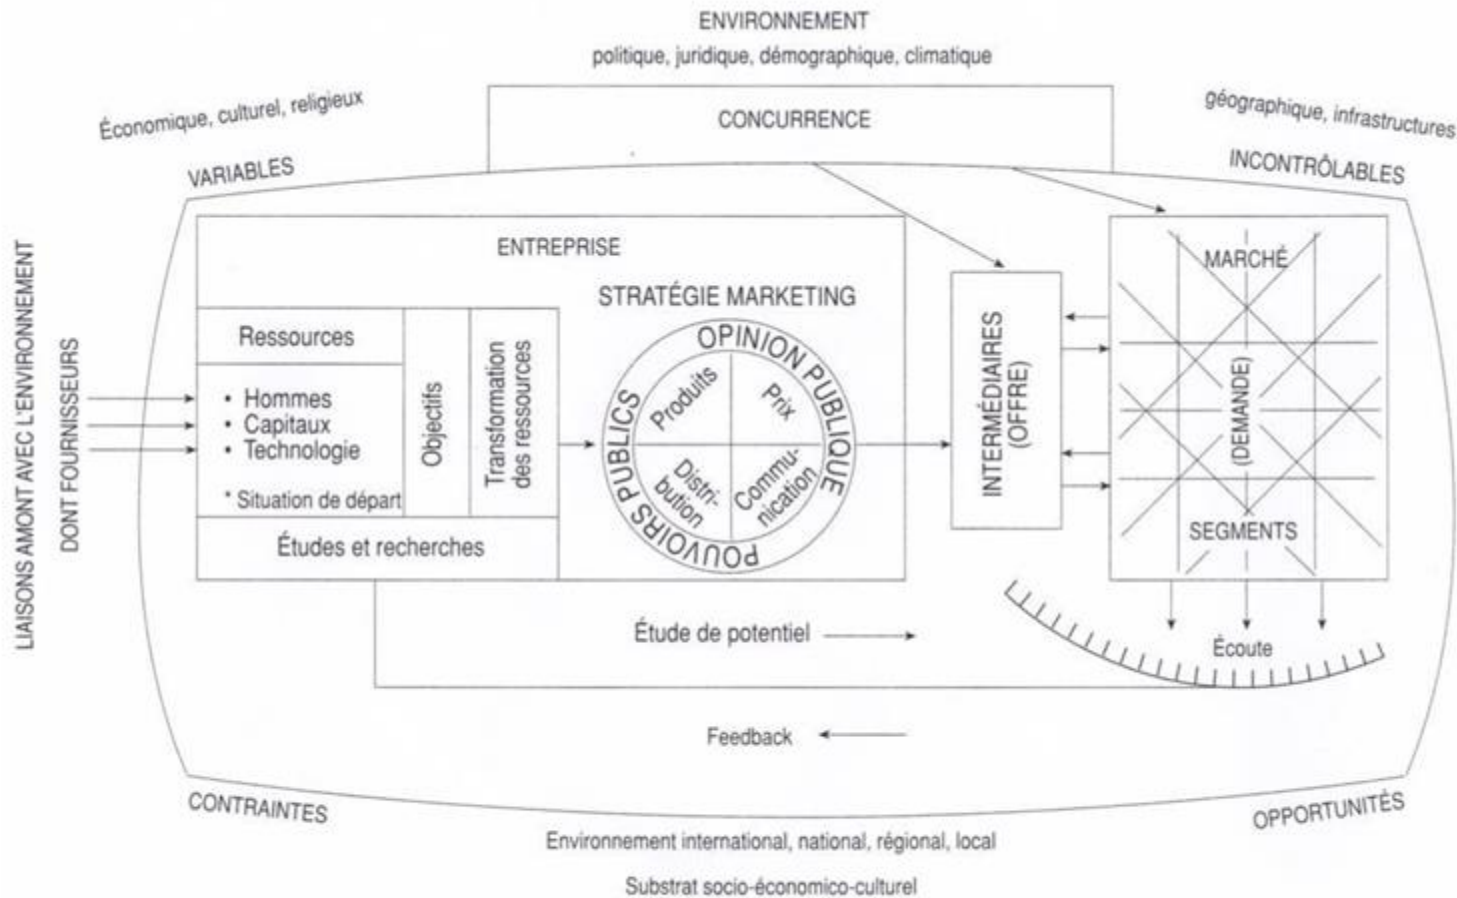 ENVIRONNEMENT
politique, juridique, démographique, climatique
Économique, culturel, religieux
géographique, infrastructures
CONCURRENCE
VARIABLES
INCONTRÔLABLES
LIAISONS AMONT AVEC L'ENVIRONNEMENT
DONT FOURNISSEURS
ENTREPRISE
STRATÉGIE MARKETING
Ressources
• Hommes
• Capitaux
• Technologie
* Situation de départ
Objectifs
Transformation
des ressources
Études et recherches
OPINION PUBLIQUE
POUVOIRS PUBLICS
Produits
Prix
Distri-
bution
Commu-
nication
INTERMÉDIAIRES
(OFFRE)
MARCHÉ
(DEMANDE)
SEGMENTS
Étude de potentiel
Écoute
Feedback
CONTRAINTES
OPPORTUNITÉS
Environnement international, national, régional, local
Substrat socio-économico-culturel